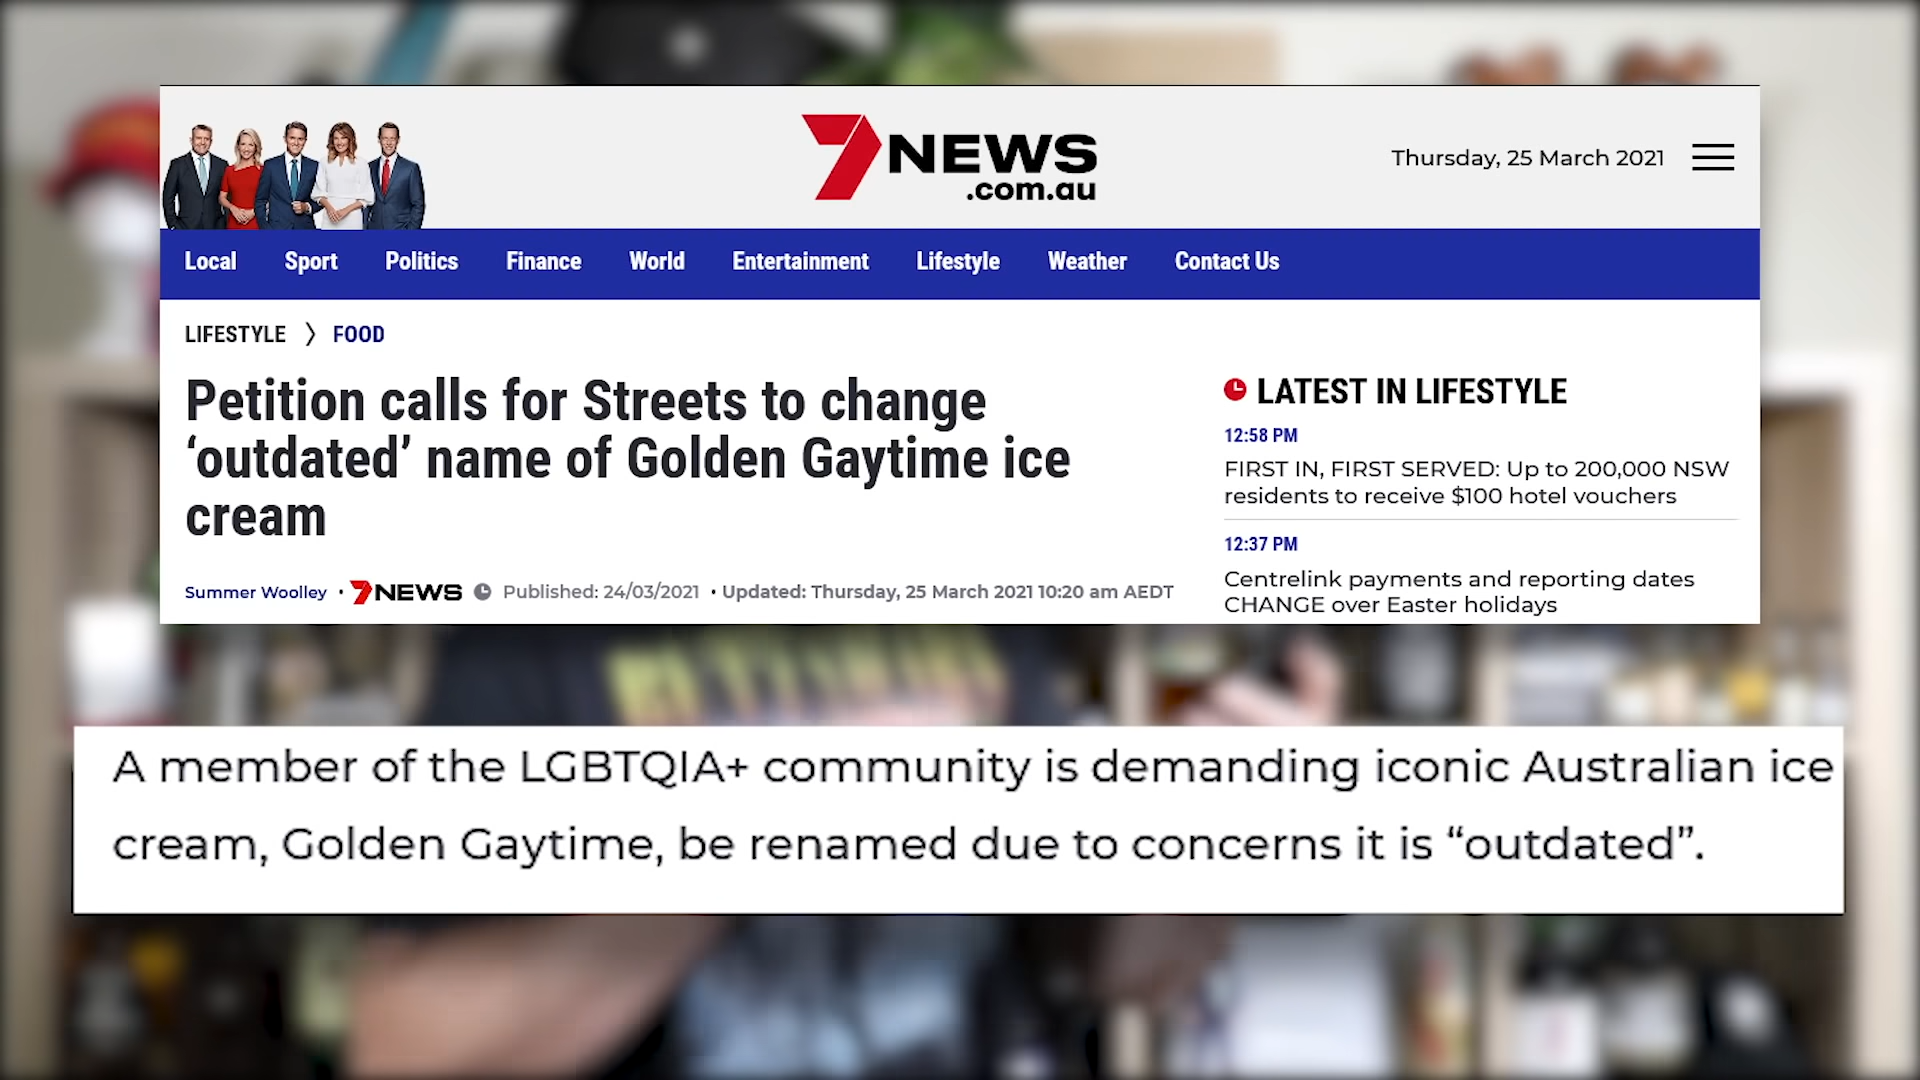 7NEWS
.com.au
Thursday, 25 March 2021
Local Sport Politics Finance World Entertainment Lifestyle Weather Contact Us
LIFESTYLE > FOOD
Petition calls for Streets to change
‘outdated’ name of Golden Gaytime ice
cream
Summer Woolley • 7NEWS Published: 24/03/2021 • Updated: Thursday, 25 March 2021 10:20 am AEDT
LATEST IN LIFESTYLE
12:58 PM
FIRST IN, FIRST SERVED: Up to 200,000 NSW
residents to receive $100 hotel vouchers
12:37 PM
Centrelink payments and reporting dates
CHANGE over Easter holidays
A member of the LGBTQIA+ community is demanding iconic Australian ice
cream, Golden Gaytime, be renamed due to concerns it is “outdated”.